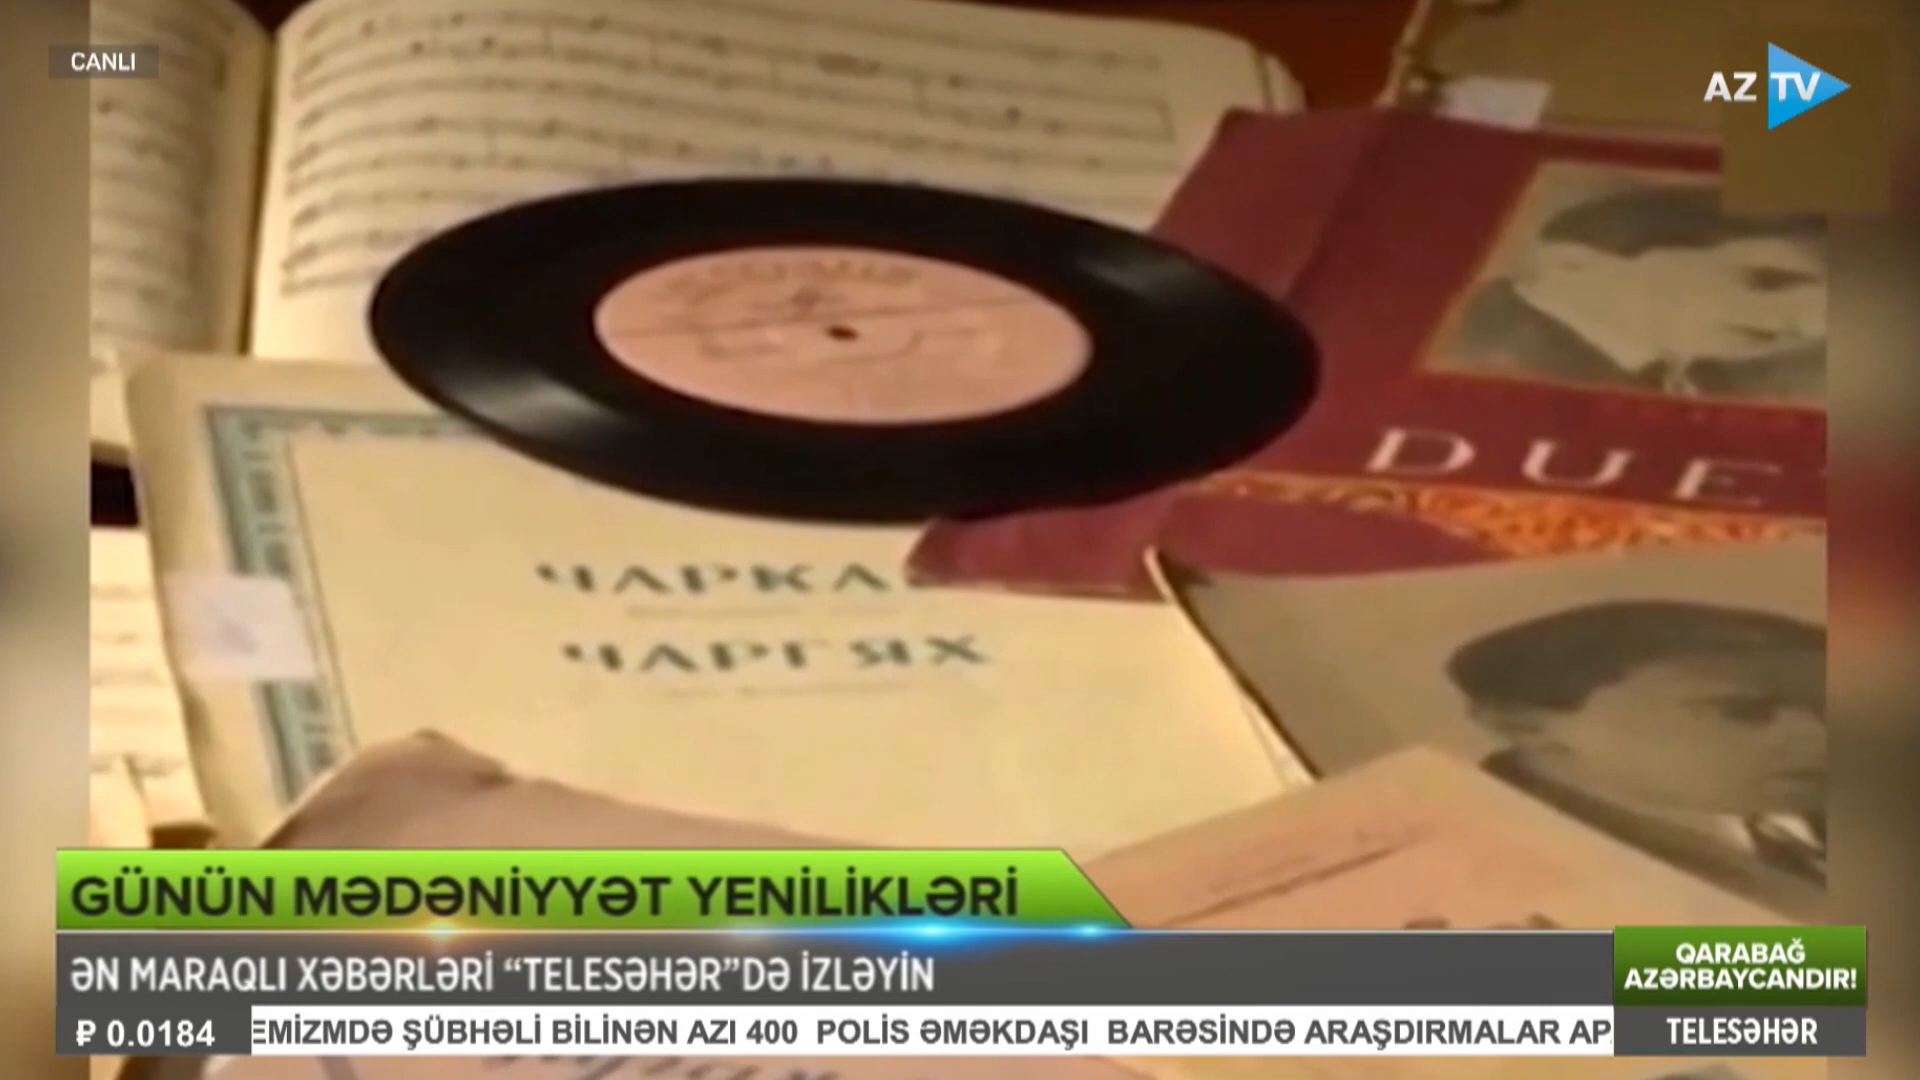 CANLI
AZ TV
DUE
ЧАРКА
ЧАРГЯХ
GÜNÜN MƏDƏNİYYƏT YENİLİKLƏRİ
ƏN MARAQLI XƏBƏRLƏRİ “TELESƏHƏR”DƏ İZLƏYİN
QARABAĞ
AZƏRBAYCANDIR!
₽ 0.0184 EMİZMDƏ ŞÜBHƏLİ BİLİNƏN AZI 400 POLİS ƏMƏKDAŞI BARƏSİNDƏ ARAŞDIRMALAR AP
TELESƏHƏR